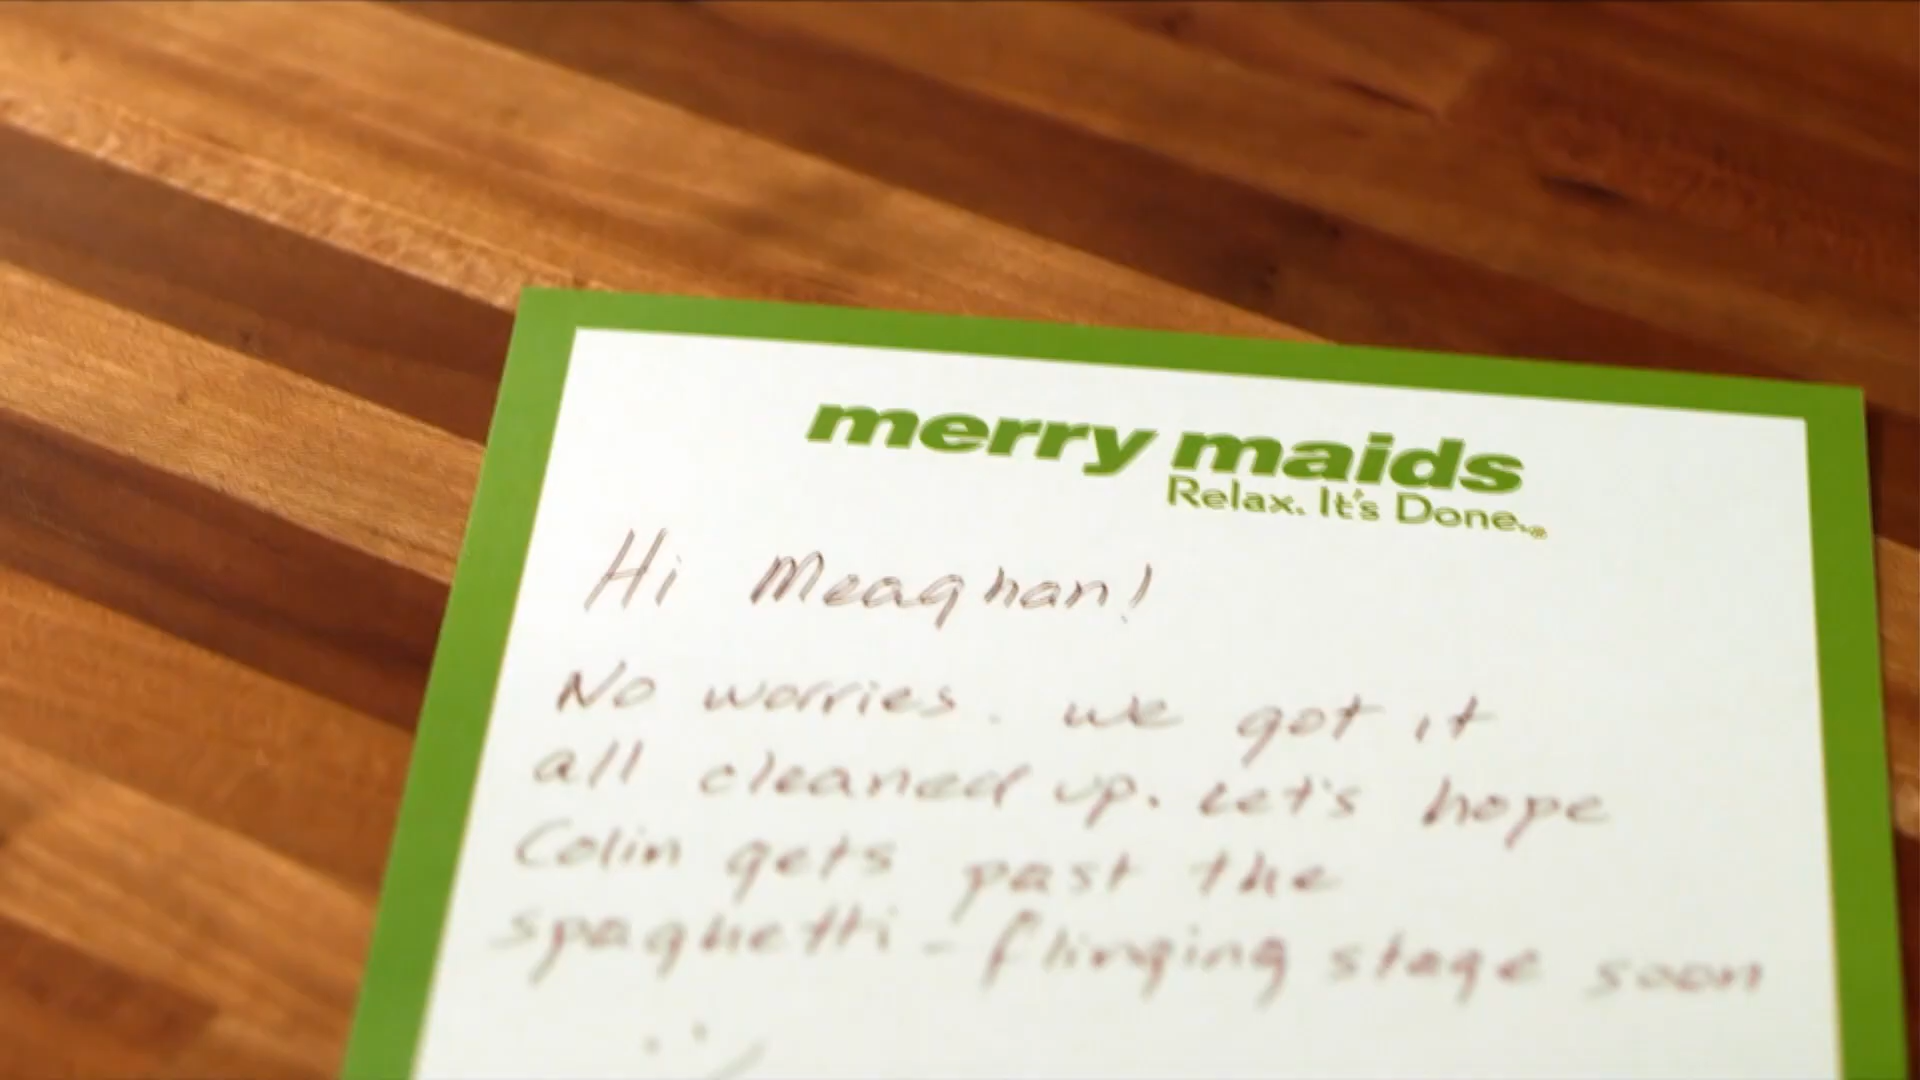 merry maids
Relax. It's Done.®
Hi Meaghan!
No worries. we got it
all cleaned up. Let's hope
Colin gets past the
spaghetti-flinging stage soon